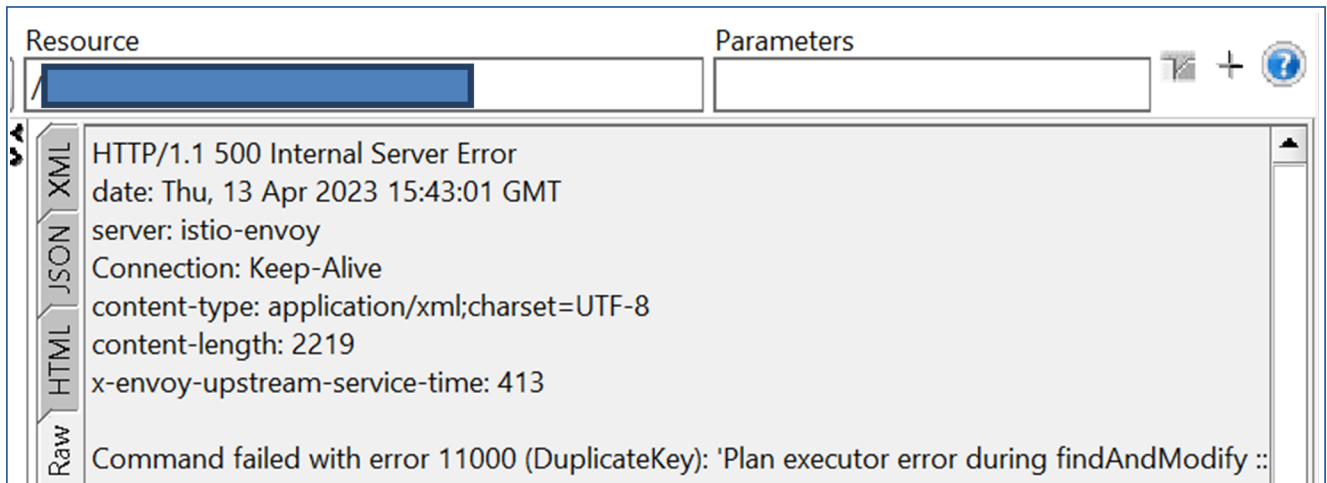 Resource
Parameters
/
XML
HTTP/1.1 500 Internal Server Error
date: Thu, 13 Apr 2023 15:43:01 GMT
JSON
server: istio-envoy
Connection: Keep-Alive
content-type: application/xml;charset=UTF-8
HTML
content-length: 2219
x-envoy-upstream-service-time: 413
Raw
Command failed with error 11000 (DuplicateKey): 'Plan executor error during findAndModify ::